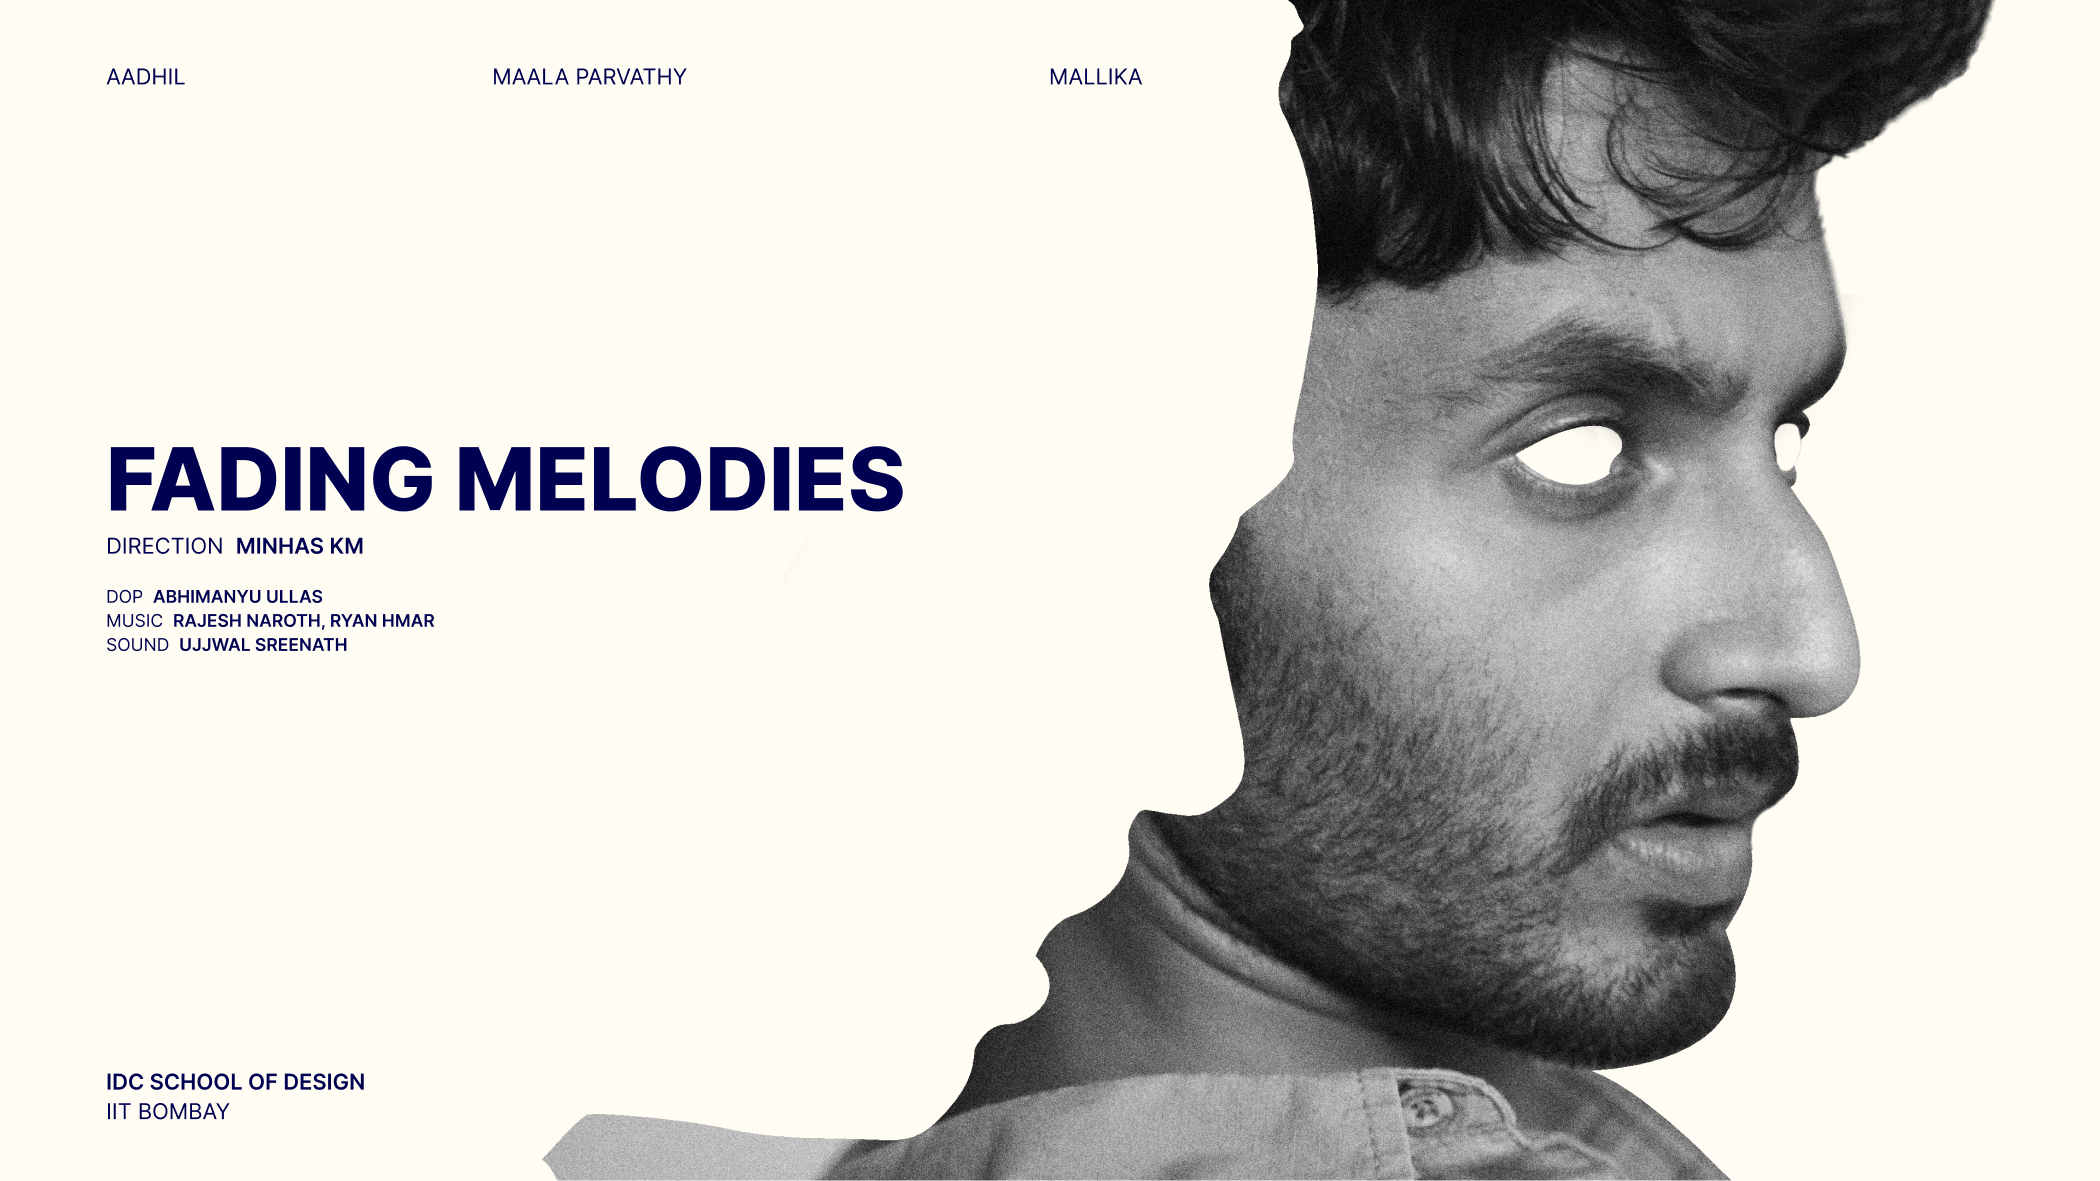 AADHIL MAALA PARVATHY MALLIKA
FADING MELODIES
DIRECTION MINHAS KM
DOP ABHIMANYU ULLAS
MUSIC RAJESH NAROTH, RYAN HMAR
SOUND UJJWAL SREENATH
IDC SCHOOL OF DESIGN
IIT BOMBAY